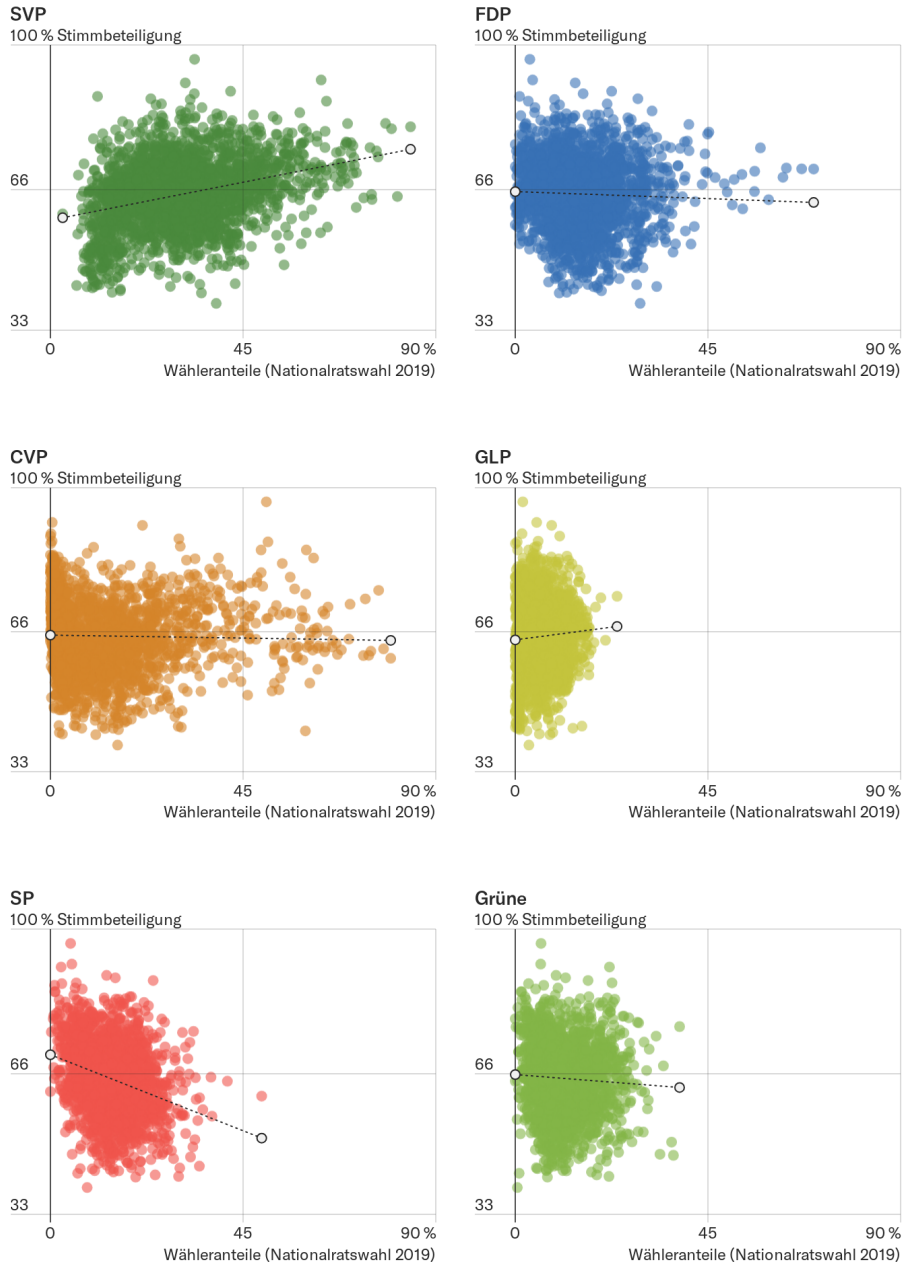 SVP
100 % Stimmbeteiligung
66
33
0 45 90 %
Wähleranteile (Nationalratswahl 2019)
FDP
100 % Stimmbeteiligung
66
33
0 45 90 %
Wähleranteile (Nationalratswahl 2019)
CVP
100 % Stimmbeteiligung
66
33
0 45 90 %
Wähleranteile (Nationalratswahl 2019)
GLP
100 % Stimmbeteiligung
66
33
0 45 90 %
Wähleranteile (Nationalratswahl 2019)
SP
100 % Stimmbeteiligung
66
33
0 45 90 %
Wähleranteile (Nationalratswahl 2019)
Grüne
100 % Stimmbeteiligung
66
33
0 45 90 %
Wähleranteile (Nationalratswahl 2019)